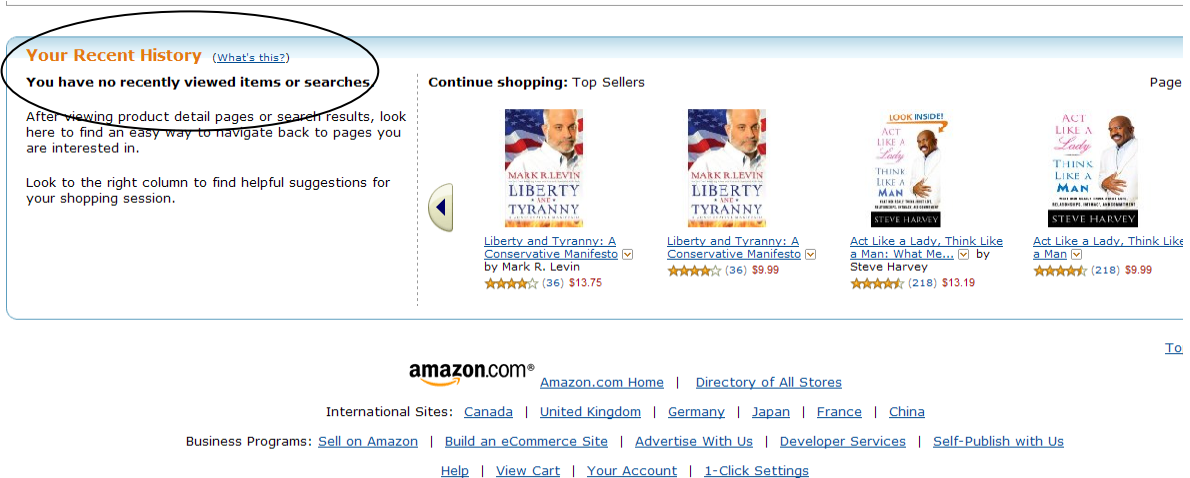 Your Recent History (What's this?)
You have no recently viewed items or searches.
After viewing product detail pages or search results, look
here to find an easy way to navigate back to pages you
are interested in.
Look to the right column to find helpful suggestions for
your shopping session.
Continue shopping: Top Sellers
Page
MARK R. LEVIN
LIBERTY
AND
TYRANNY
A CONSERVATIVE MANIFESTO
Liberty and Tyranny: A
Conservative Manifesto
by Mark R. Levin
(36) $13.75
MARK R. LEVIN
LIBERTY
AND
TYRANNY
A CONSERVATIVE MANIFESTO
Liberty and Tyranny: A
Conservative Manifesto
(36) $9.99
LOOK INSIDE!
ACT
LIKE A
Lady
THINK
LIKE A
MAN
STEVE HARVEY
Act Like a Lady, Think Like
a Man: What Me... by
Steve Harvey
(218) $13.19
ACT
LIKE A
Lady
THINK
LIKE A
MAN
STEVE HARVEY
Act Like a Lady, Think Like
a Man
(218) $9.99
To
amazon.com® Amazon.com Home | Directory of All Stores
International Sites: Canada | United Kingdom | Germany | Japan | France | China
Business Programs: Sell on Amazon | Build an eCommerce Site | Advertise With Us | Developer Services | Self-Publish with Us
Help | View Cart | Your Account | 1-Click Settings